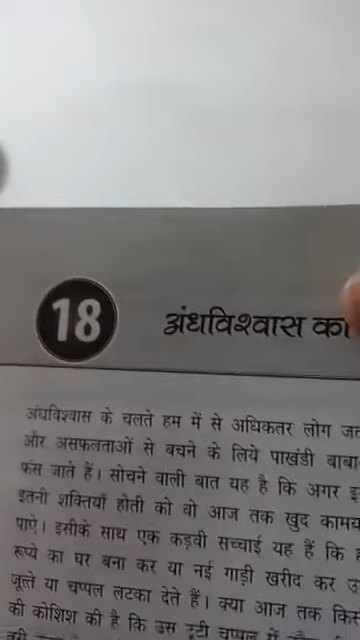 18
अंधविश्वास का
अंधविश्वास के चलते हम में से अधिकतर लोग
और असफलताओं से बचने के लिये पाखंडी बाबा
फंस जाते हैं। सोचने वाली बात यह है कि अगर
इतनी शक्तियाँ होती को वो आज तक खुद
पाऐ। इसीके साथ एक कड़वी सच्चाई यह हैं कि
रूप्ये का घर बना कर या नई गाड़ी खरीद कर
जूल्ते या चप्पल लटका देते हैं। क्या आज तक
की कोशिश की है कि उस टूटी चप्पल में